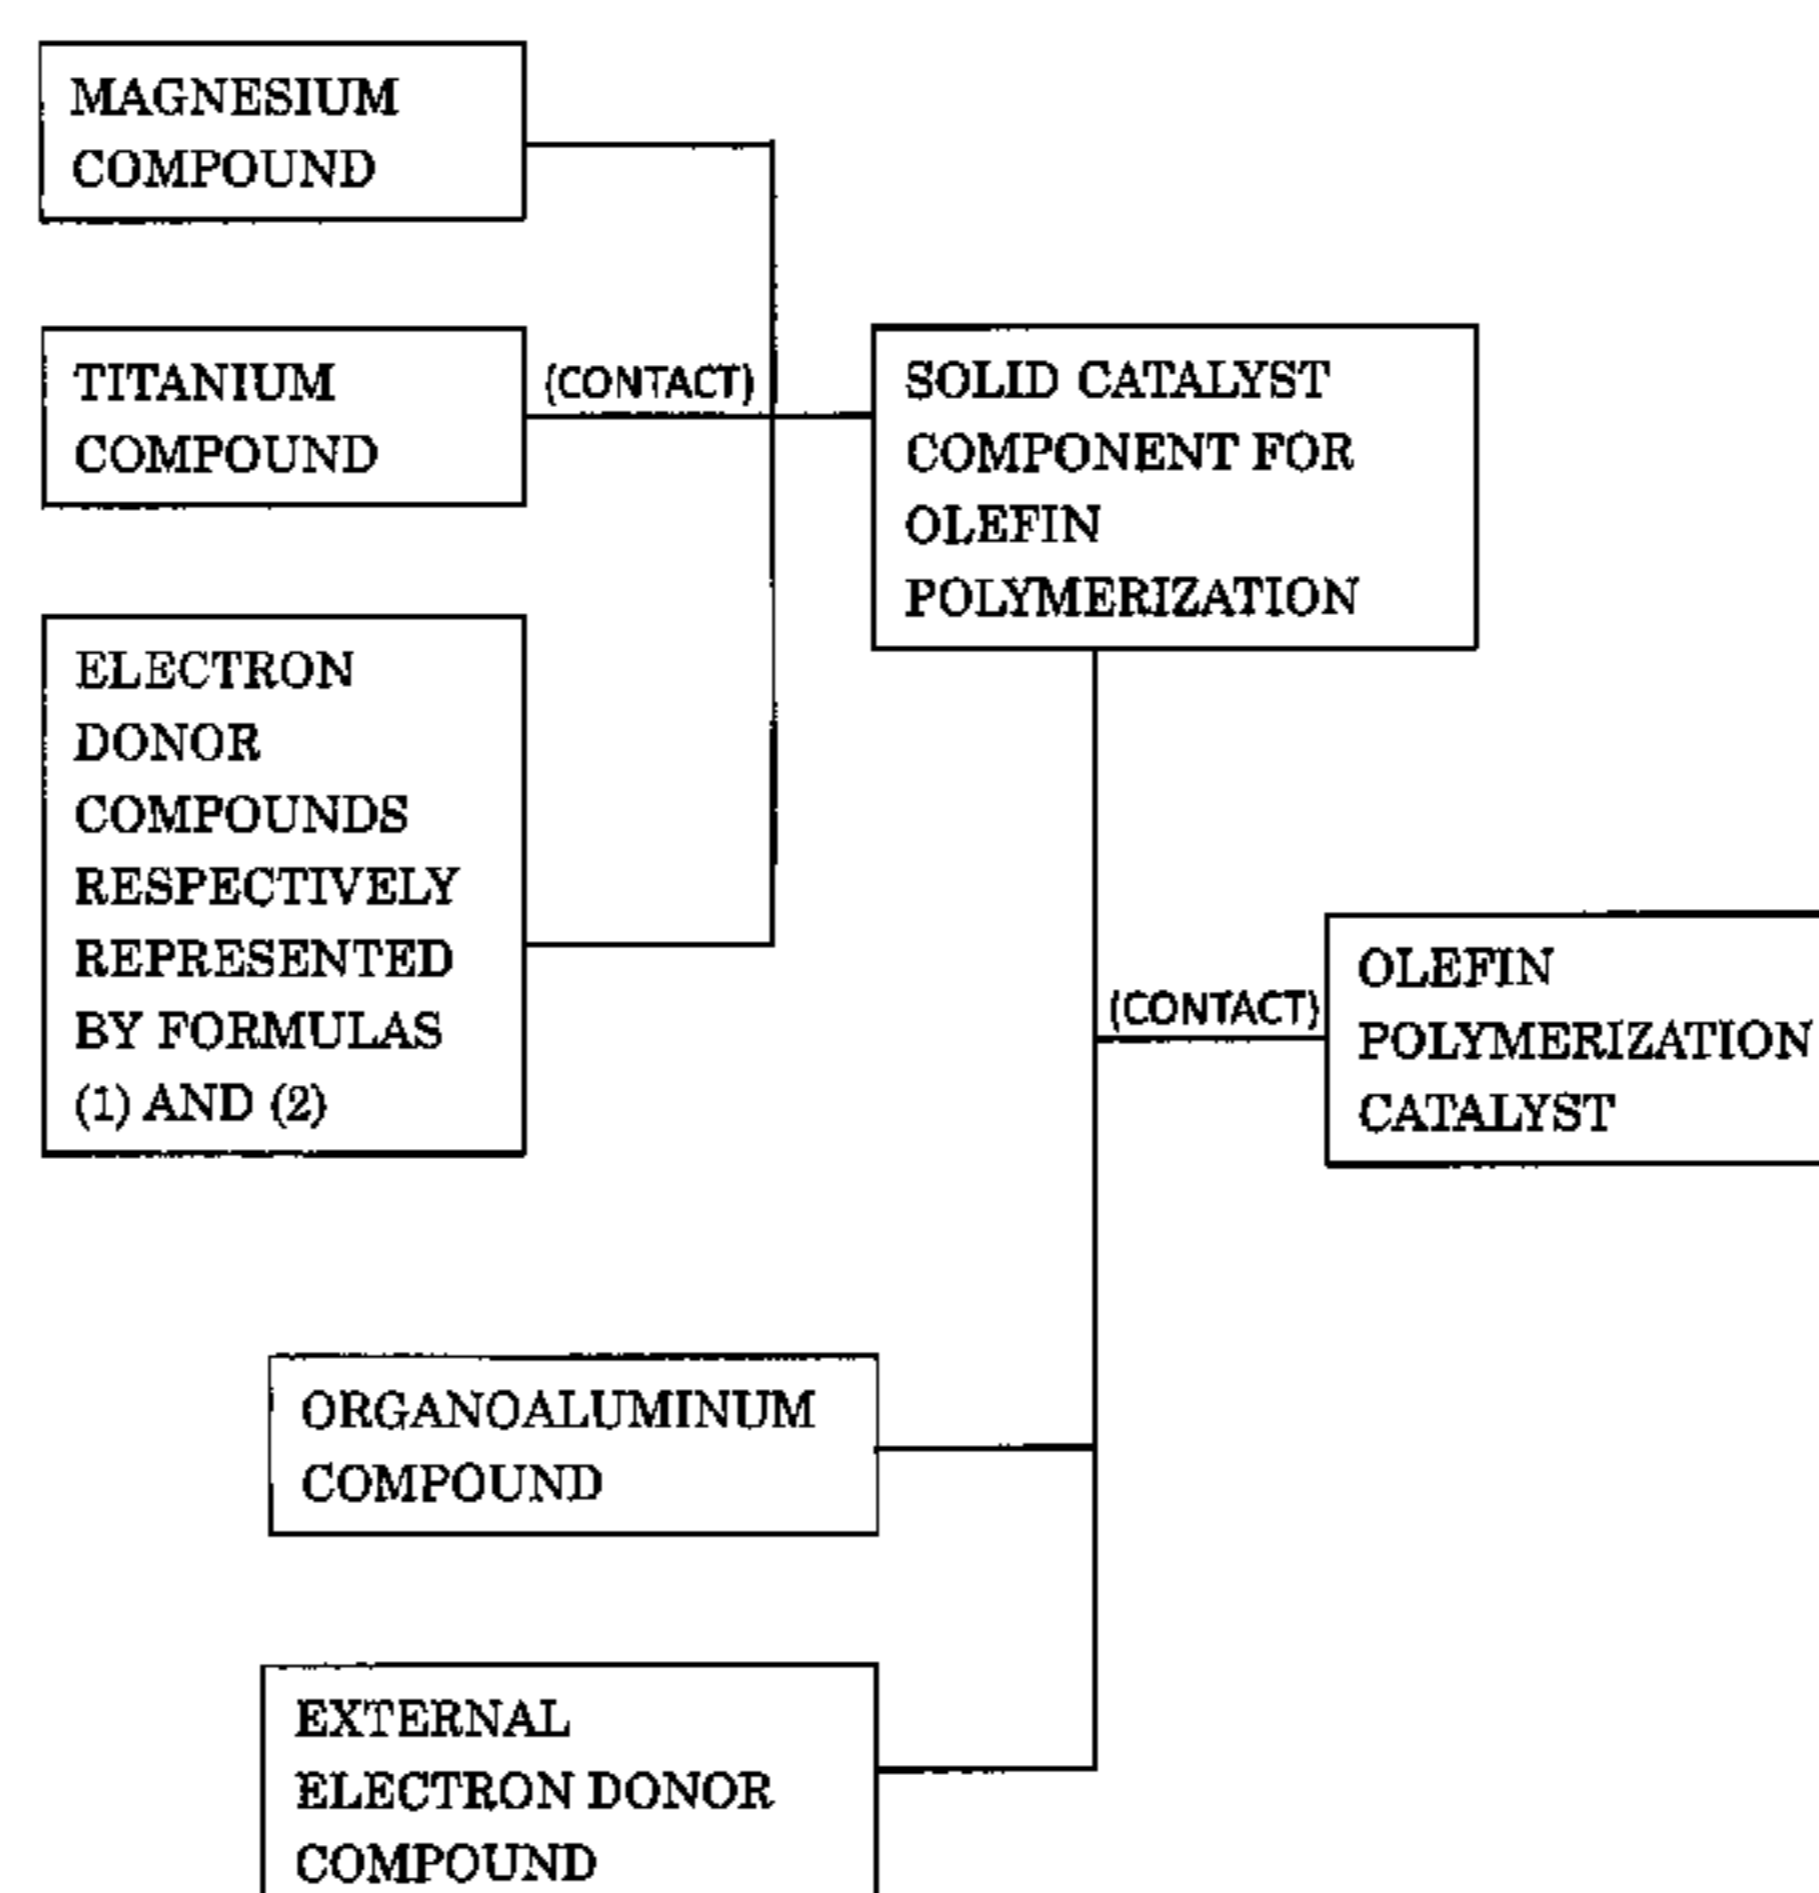 MAGNESIUM
COMPOUND
TITANIUM
COMPOUND
(CONTACT)
SOLID CATALYST
COMPONENT FOR
OLEFIN
POLYMERIZATION
ELECTRON
DONOR
COMPOUNDS
RESPECTIVELY
REPRESENTED
BY FORMULAS
(1) AND (2)
(CONTACT)
OLEFIN
POLYMERIZATION
CATALYST
ORGANOALUMINUM
COMPOUND
EXTERNAL
ELECTRON DONOR
COMPOUND